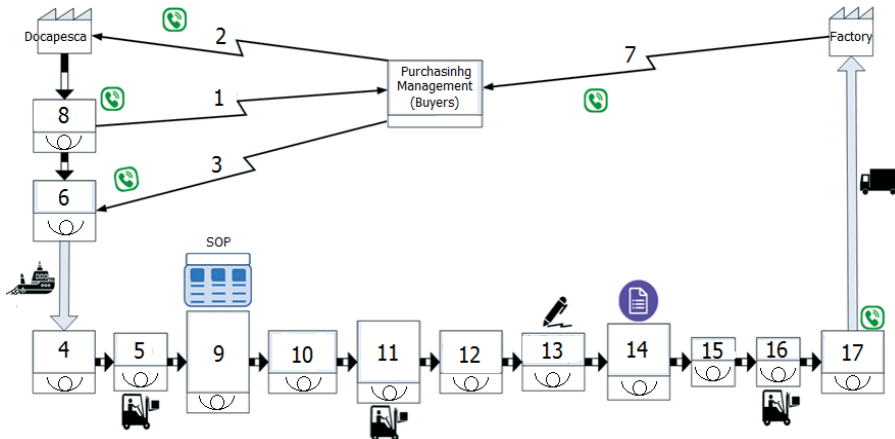 Docapesca
2
Purchasinhg
Management
(Buyers)
7
Factory
8
1
6
3
SOP
4
5
9
10
11
12
13
14
15
16
17